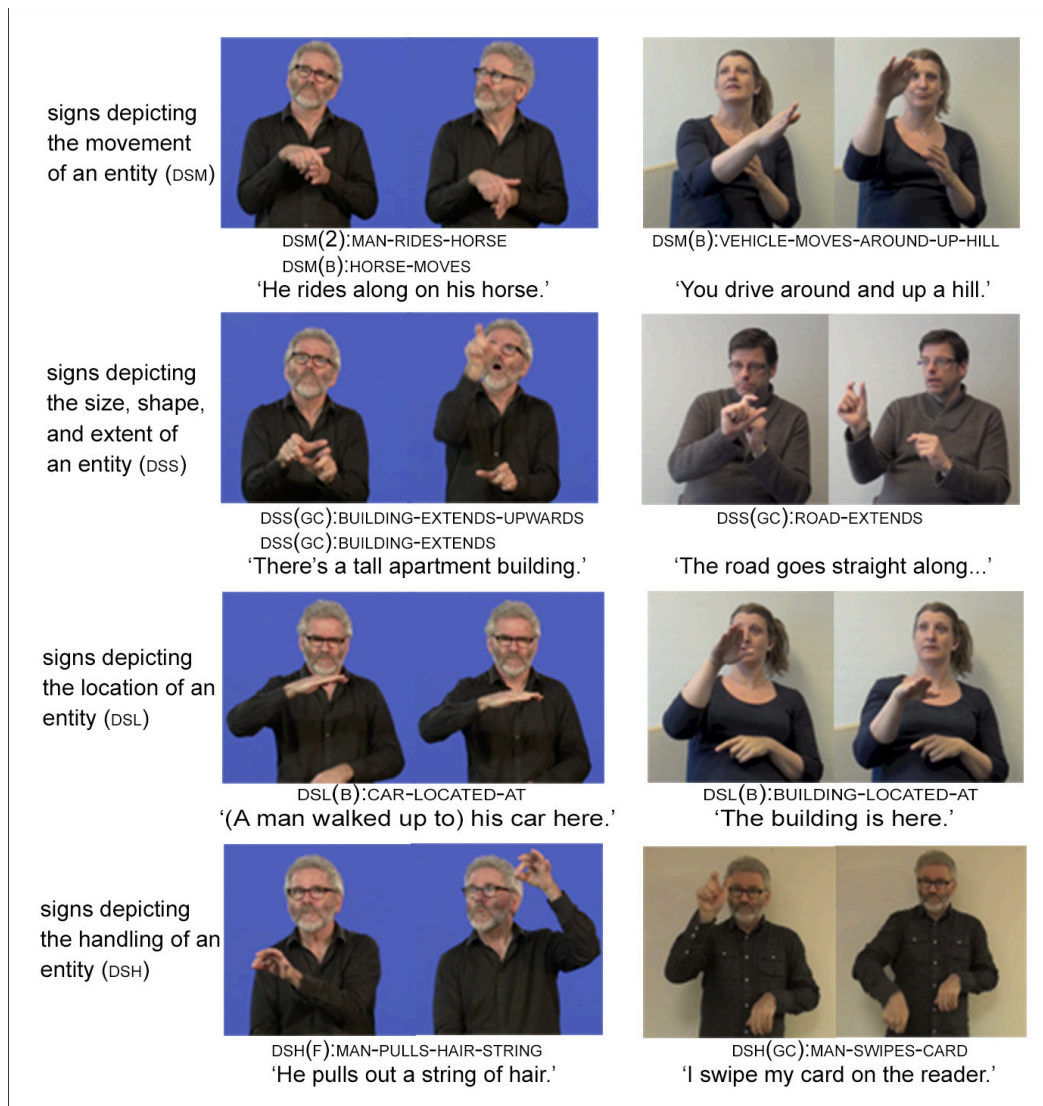 signs depicting
the movement
of an entity (DSM)
DSM(2):MAN-RIDES-HORSE
DSM(B):HORSE-MOVES
‘He rides along on his horse.’
DSM(B):VEHICLE-MOVES-AROUND-UP-HILL
‘You drive around and up a hill.’
signs depicting
the size, shape,
and extent of
an entity (DSS)
DSS(GC):BUILDING-EXTENDS-UPWARDS
DSS(GC):BUILDING-EXTENDS
‘There’s a tall apartment building.’
DSS(GC):ROAD-EXTENDS
‘The road goes straight along...’
signs depicting
the location of an
entity (DSL)
DSL(B):CAR-LOCATED-AT
‘(A man walked up to) his car here.’
DSL(B):BUILDING-LOCATED-AT
‘The building is here.’
signs depicting
the handling of an
entity (DSH)
DSH(F):MAN-PULLS-HAIR-STRING
‘He pulls out a string of hair.’
DSH(GC):MAN-SWIPES-CARD
‘I swipe my card on the reader.’